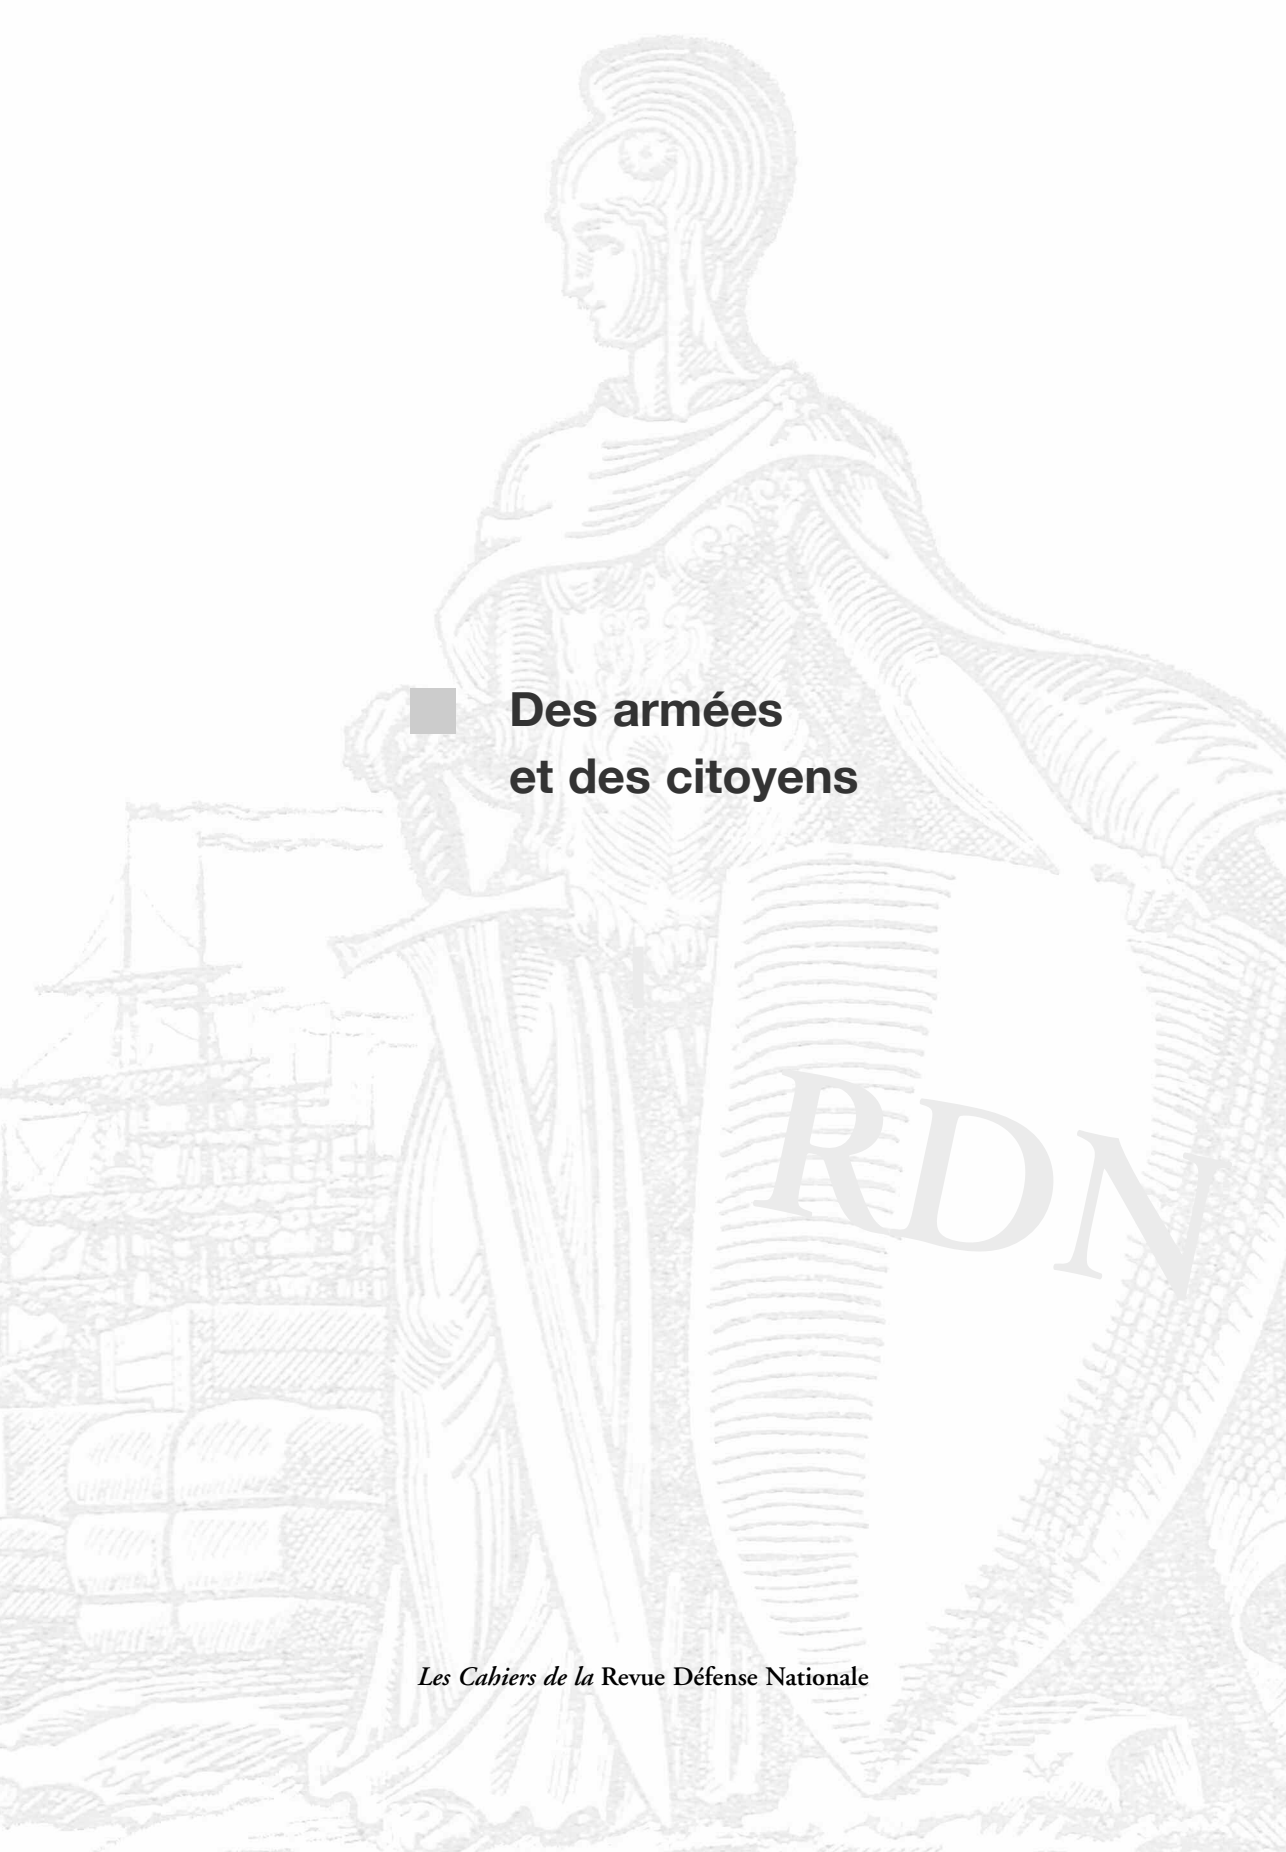 Des armées
et des citoyens
RDN
Les Cahiers de la Revue Défense Nationale